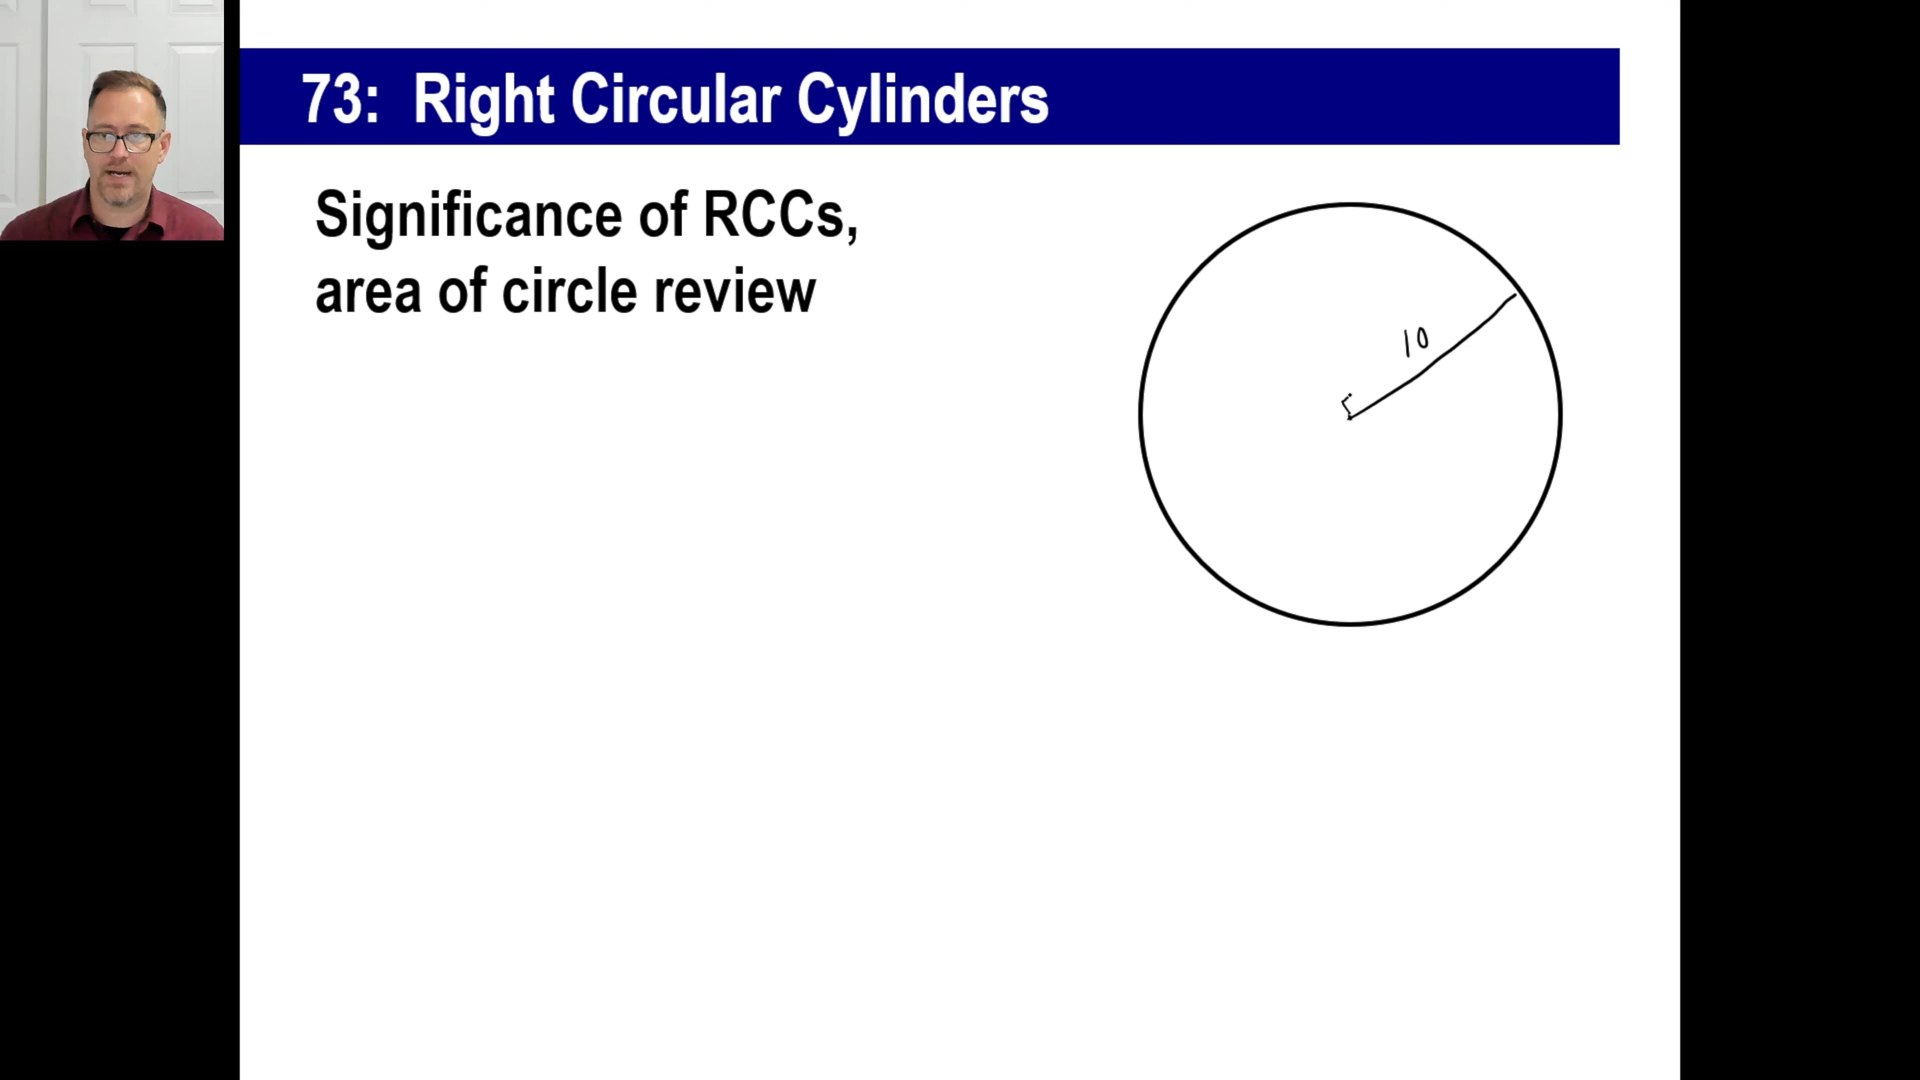 73: Right Circular Cylinders
Significance of RCCs,
area of circle review
10